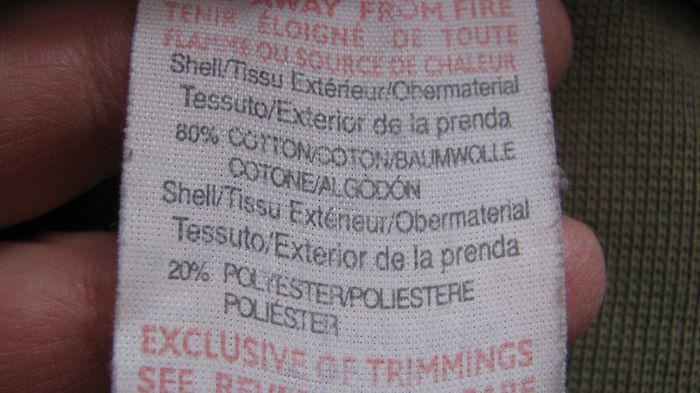 AWAY FROM FIRE
TENIR ÉLOIGNÉ DE TOUTE
FLAMME OU SOURCE DE CHALEUR
Shell/Tissu Extérieur/Obermaterial
Tessuto/Exterior de la prenda
80% COTTON/COTON/BAUMWOLLE
COTONE/ALGODÓN
Shell/Tissu Extérieur/Obermaterial
Tessuto/Exterior de la prenda
20% POLYESTER/POLIESTERE
POLIÉSTER
EXCLUSIVE OF TRIMMINGS
SEE